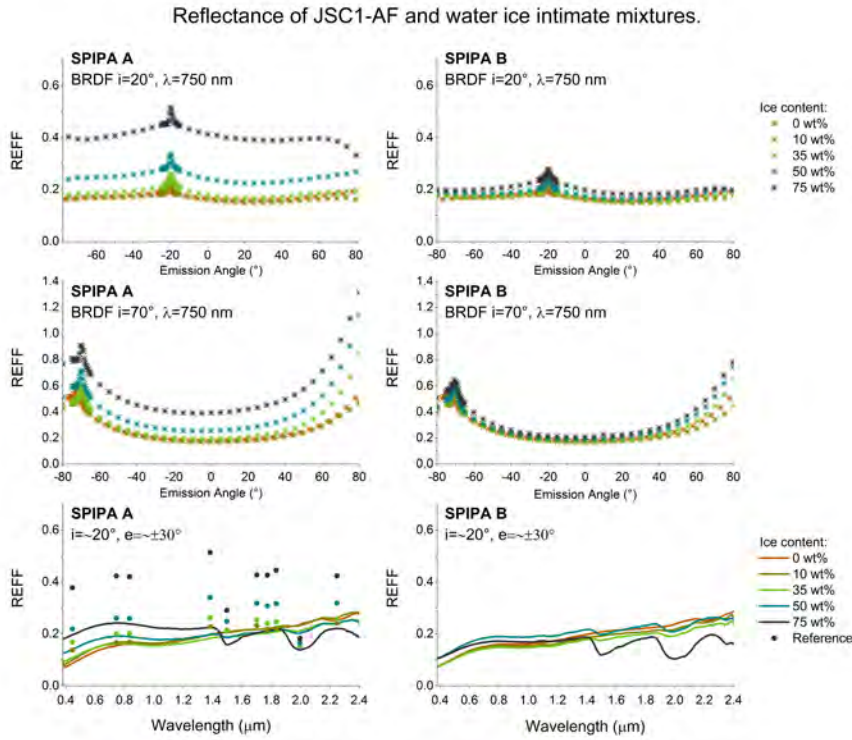 Reflectance of JSC1-AF and water ice intimate mixtures.
SPIPA A
BRDF i=20°, λ=750 nm
REFF
0.6
0.4
0.2
0.0
-60 -40 -20 0 20 40 60 80
Emission Angle (°)
SPIPA B
BRDF i=20°, λ=750 nm
REFF
0.6
0.4
0.2
0.0
-80 -60 -40 -20 0 20 40 60 80
Emission Angle (°)
Ice content:
0 wt%
10 wt%
35 wt%
50 wt%
75 wt%
SPIPA A
BRDF i=70°, λ=750 nm
REFF
1.4
1.2
1.0
0.8
0.6
0.4
0.2
0.0
-80 -60 -40 -20 0 20 40 60 80
Emission Angle (°)
SPIPA B
BRDF i=70°, λ=750 nm
REFF
1.4
1.2
1.0
0.8
0.6
0.4
0.2
0.0
-80 -60 -40 -20 0 20 40 60 80
Emission Angle (°)
SPIPA A
i=~20°, e=~±30°
REFF
0.6
0.4
0.2
0.0
0.4 0.6 0.8 1.0 1.2 1.4 1.6 1.8 2.0 2.2 2.4
Wavelength (μm)
SPIPA B
i=~20°, e=~±30°
REFF
0.6
0.4
0.2
0.0
0.4 0.6 0.8 1.0 1.2 1.4 1.6 1.8 2.0 2.2 2.4
Wavelength (μm)
Ice content:
0 wt%
10 wt%
35 wt%
50 wt%
75 wt%
Reference